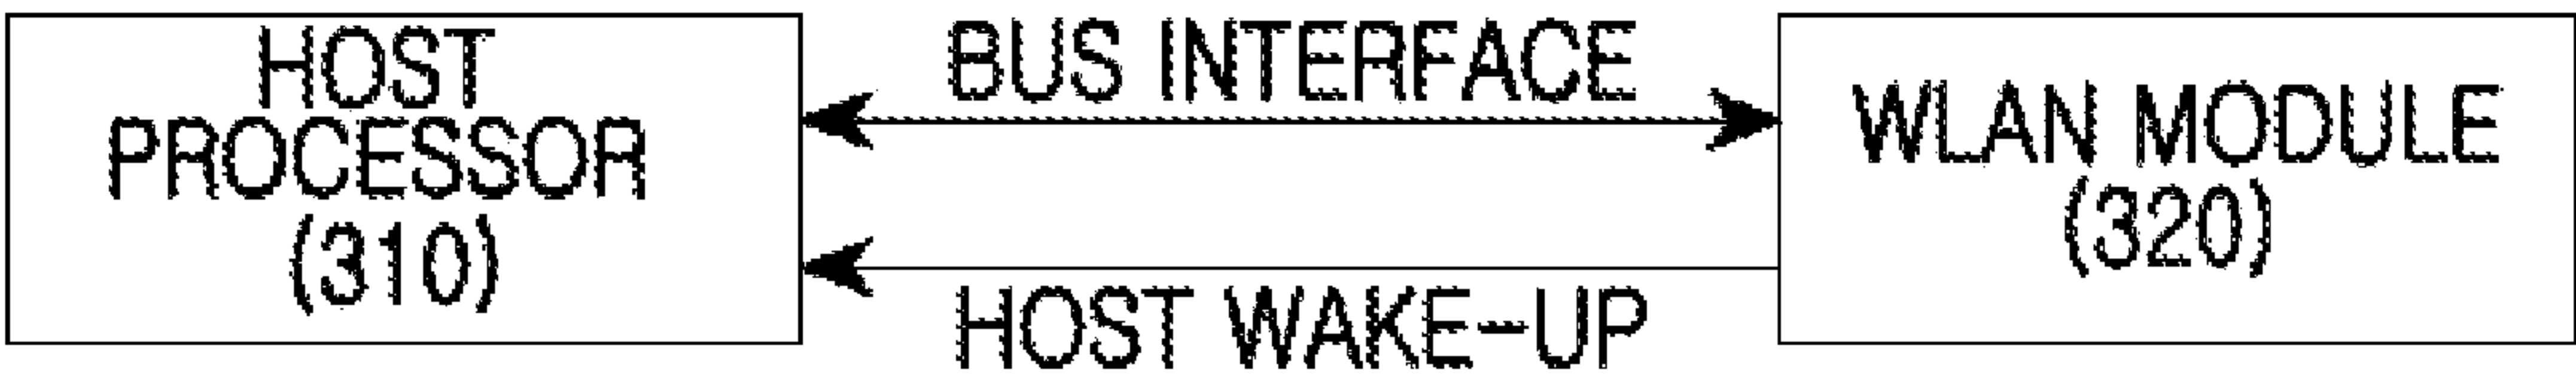 HOST
PROCESSOR
(310)
BUS INTERFACE
HOST WAKE-UP
WLAN MODULE
(320)